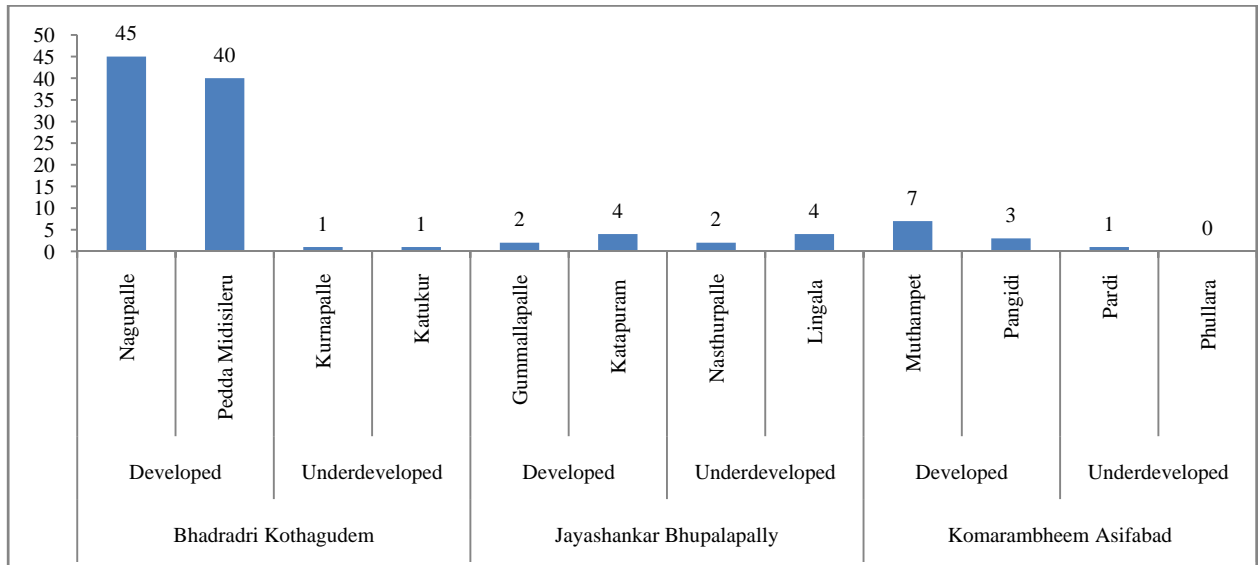 50
45
40
35
30
25
20
15
10
5
0
45
40
1
1
2
4
2
4
7
3
1
0
Nagupalle
Pedda Midisileru
Kurnapalle
Katukur
Gummallapalle
Katapuram
Nasthurpalle
Lingala
Muthampet
Pangidi
Pardi
Phullara
Developed
Underdeveloped
Developed
Underdeveloped
Developed
Underdeveloped
Bhadradri Kothagudem
Jayashankar Bhupalapally
Komarambheem Asifabad